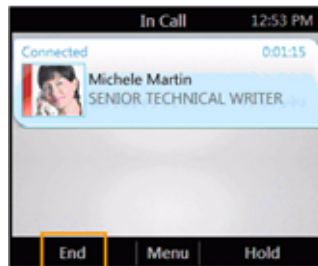 In Call 12:53 PM
Connected 0:01:15
Michele Martin
SENIOR TECHNICAL WRITER
End Menu Hold